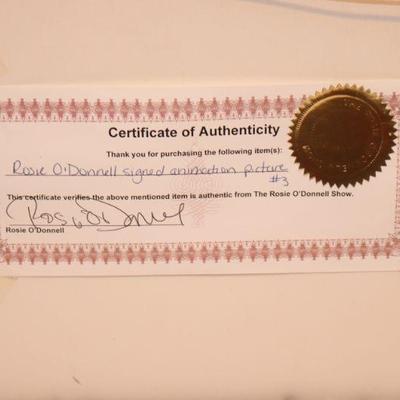 Certificate of Authenticity
Thank you for purchasing the following item(s):
Rosie O'Donnell signed animation picture
#3
This certificate verifies the above mentioned item is authentic from The Rosie O'Donnell Show.
Rosie O'Donnell
Rosie O'Donnell